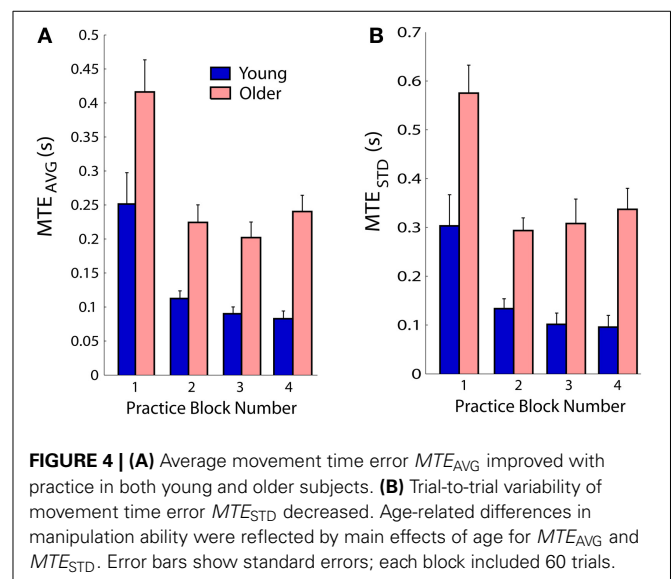 A
0.5
0.45
0.4
0.35
0.3
0.25
0.2
0.15
0.1
0.05
0
MTE AVG (s)
Young
Older
1 2 3 4
Practice Block Number
B
0.7
0.6
0.5
0.4
0.3
0.2
0.1
0
MTE STD (s)
1 2 3 4
Practice Block Number
FIGURE 4 | (A) Average movement time error MTEAVG improved with
practice in both young and older subjects. (B) Trial-to-trial variability of
movement time error MTESTD decreased. Age-related differences in
manipulation ability were reflected by main effects of age for MTEAVG and
MTESTD. Error bars show standard errors; each block included 60 trials.